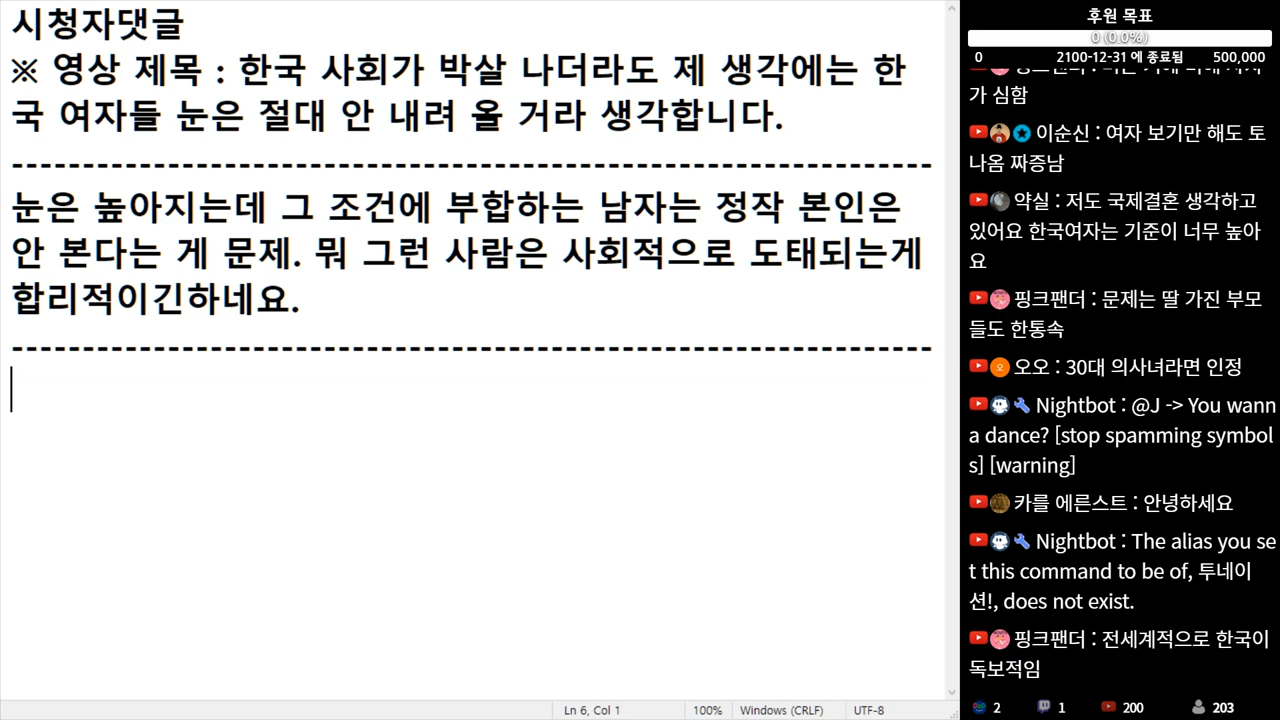 시청자댓글
※ 영상 제목 : 한국 사회가 박살 나더라도 제 생각에는 한
국 여자들 눈은 절대 안 내려 올 거라 생각합니다.
------------------------------------------------------------------
눈은 높아지는데 그 조건에 부합하는 남자는 정작 본인은
안 본다는 게 문제. 뭐 그런 사람은 사회적으로 도태되는게
합리적이긴하네요.
------------------------------------------------------------------
Ln 6, Col 1
100%
Windows (CRLF)
UTF-8
후원 목표
0 (0.0%)
0 2100-12-31 에 종료됨 500,000
가 심함
이순신 : 여자 보기만 해도 토
나옴 짜증남
약실 : 저도 국제결혼 생각하고
있어요 한국여자는 기준이 너무 높아
요
핑크팬더 : 문제는 딸 가진 부모
들도 한통속
오오 : 30대 의사녀라면 인정
Nightbot : @J -> You wann
a dance? [stop spamming symbol
s] [warning]
카를 에른스트 : 안녕하세요
Nightbot : The alias you se
t this command to be of, 투네이
션!, does not exist.
핑크팬더 : 전세계적으로 한국이
독보적임
2 1 200 203